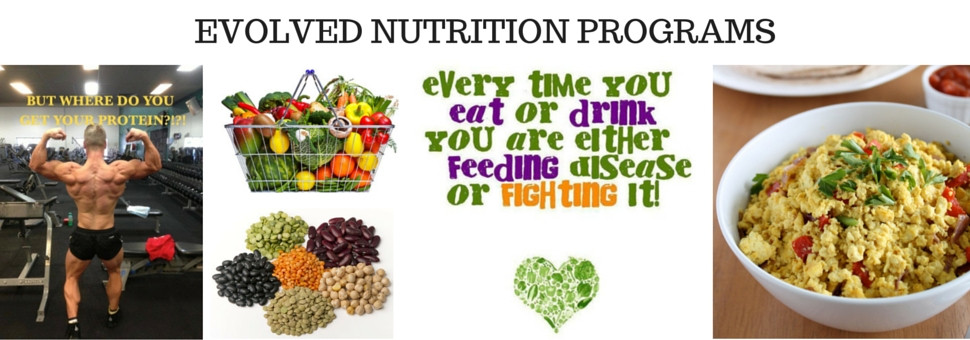 EVOLVED NUTRITION PROGRAMS
BUT WHERE DO YOU
GET YOUR PROTEIN?!?!
eVERY TIME YOU
eat or drink
YOU are eITHer
FeeDING DISease
or FIGHTING IT!